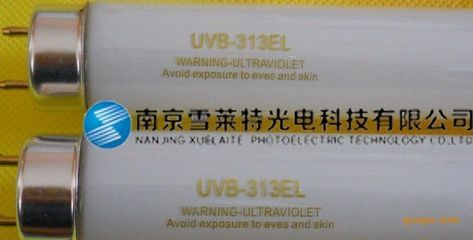 UVB-313EL
WARNING-ULTRAVIOLET
Avoid exposure to eyes and skin
南京雪莱特光电科技有限公司
NANJING XUELAITE PHOTOELECTRIC TECHNOLOGY CO.LTD
UVB-313EL
WARNING-ULTRAVIOLET
Avoid exposure to eyes and skin